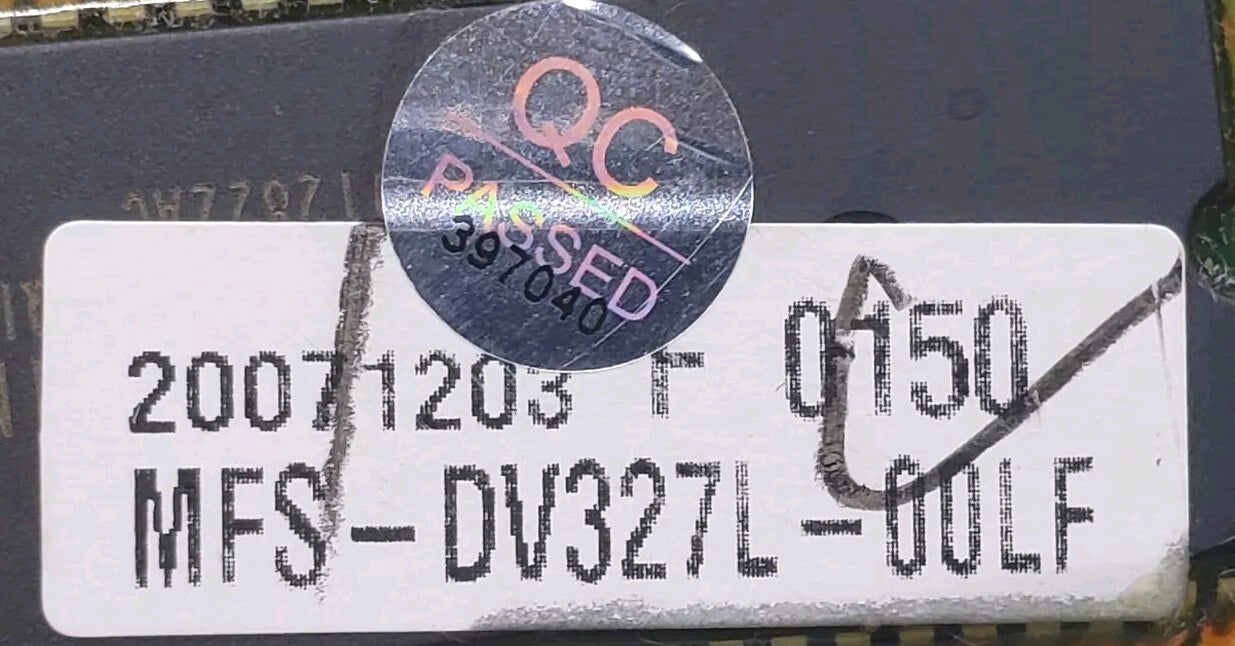 QC
PASSED
397040
20071203 F 0150
MFS-DV327L-00LF